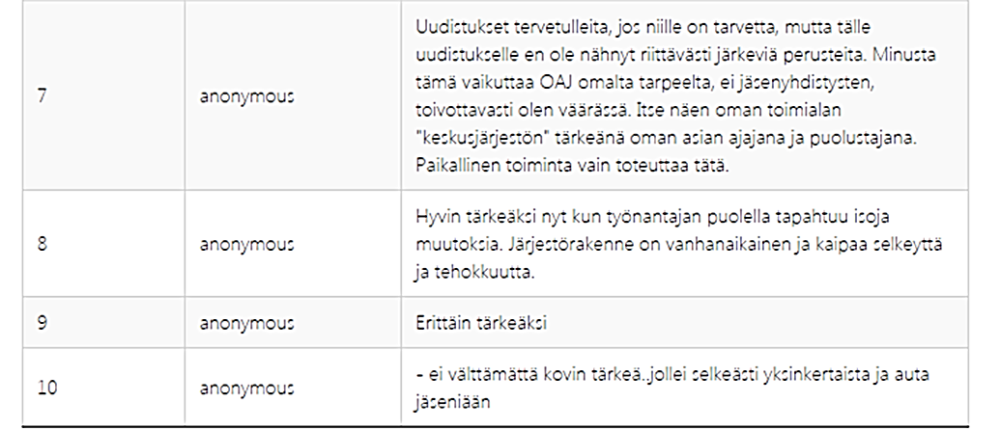 Uudistukset tervetulleita, jos niille on tarvetta, mutta tälle
uudistukselle en ole nähnyt riittävästi järkeviä perusteita. Minusta
tämä vaikuttaa OAJ omalta tarpeelta, ei jäsenyhdistysten,
7 anonymous toivottavasti olen väärässä. Itse näen oman toimialan
"keskusjärjestön" tärkeänä oman asian ajajana ja puolustajana.
Paikallinen toiminta vain toteuttaa tätä.
Hyvin tärkeäksi nyt kun työnantajan puolella tapahtuu isoja
8 anonymous muutoksia. Järjestörakenne on vanhanaikainen ja kaipaa selkeyttä
ja tehokkuutta.
9 anonymous Erittäin tärkeäksi
10 anonymous - ei välttämättä kovin tärkeä..jollei selkeästi yksinkertaista ja auta
jäseniään